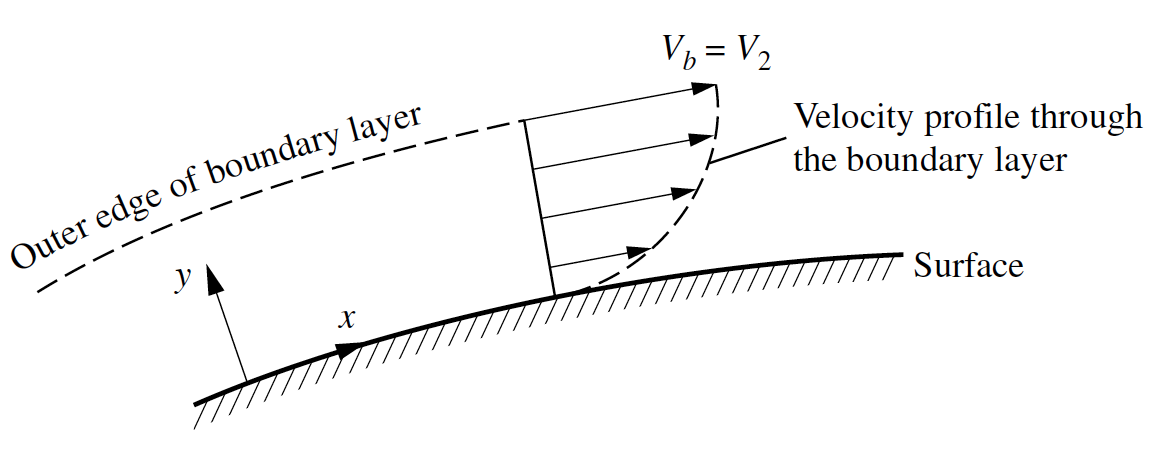 V_b = V_2
Outer edge of boundary layer
Velocity profile through
the boundary layer
y
Surface
x